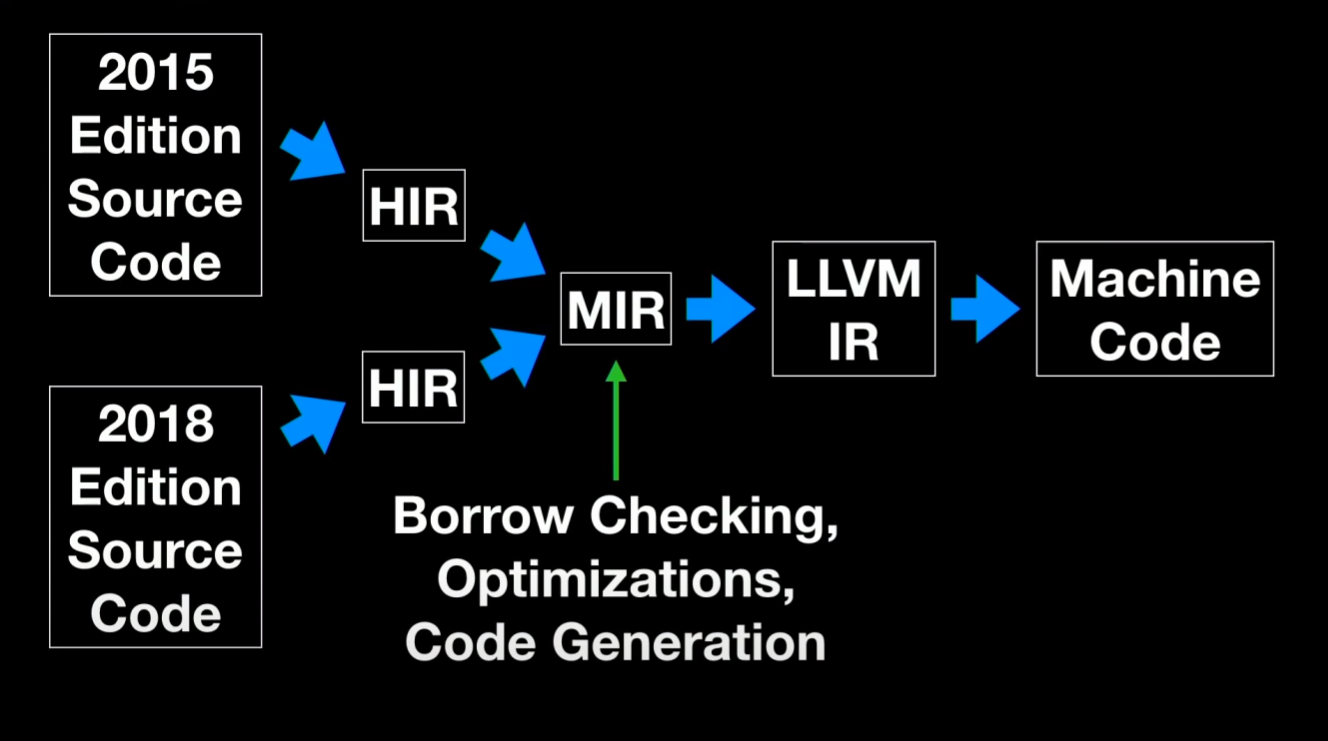 2015
Edition
Source
Code
HIR
2018
Edition
Source
Code
HIR
MIR
LLVM
IR
Machine
Code
Borrow Checking,
Optimizations,
Code Generation